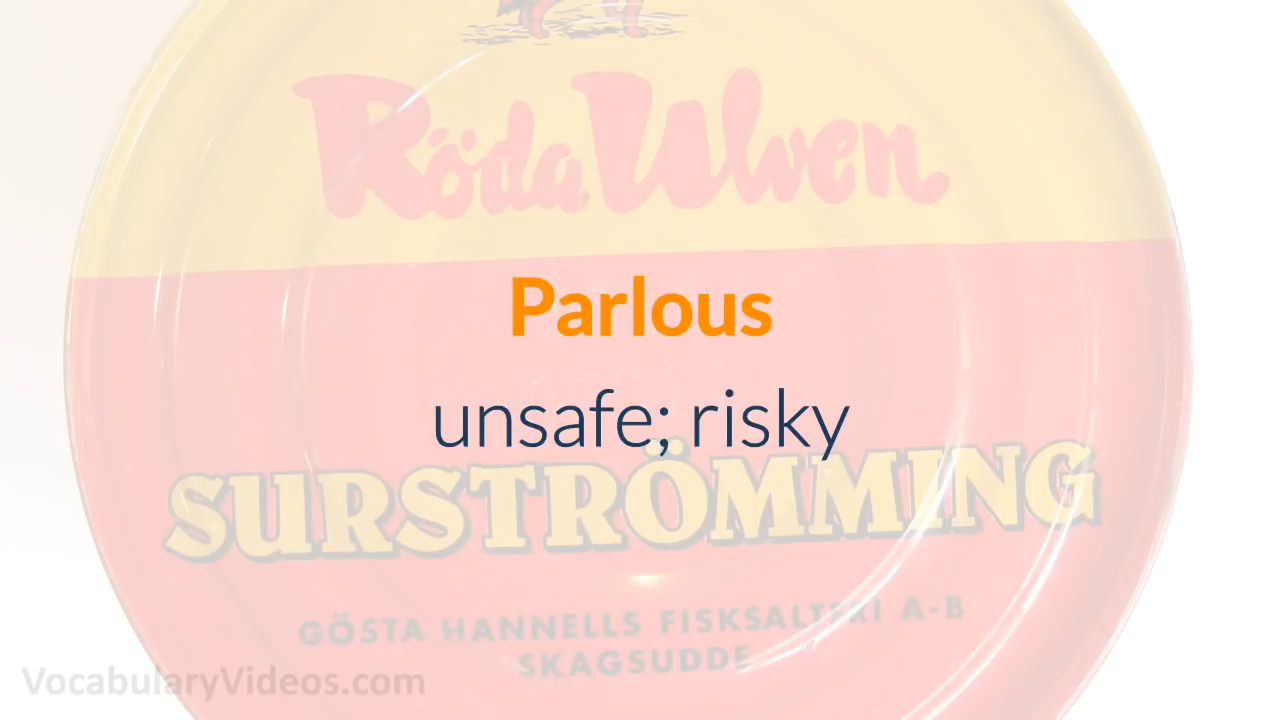 Röda Ulven
Parlous
unsafe; risky
SURSTRÖMMING
GÖSTA HANNELLS FISKSALTERI A-B
SKAGSUDDE
VocabularyVideos.com